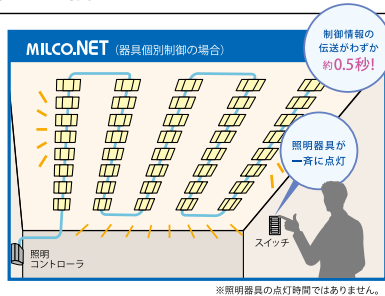 MILCO.NET（器具個別制御の場合）
制御情報の
伝送がわずか
約0.5秒!
照明器具が
一斉に点灯
スイッチ
照明
コントローラ
※照明器具の点灯時間ではありません。